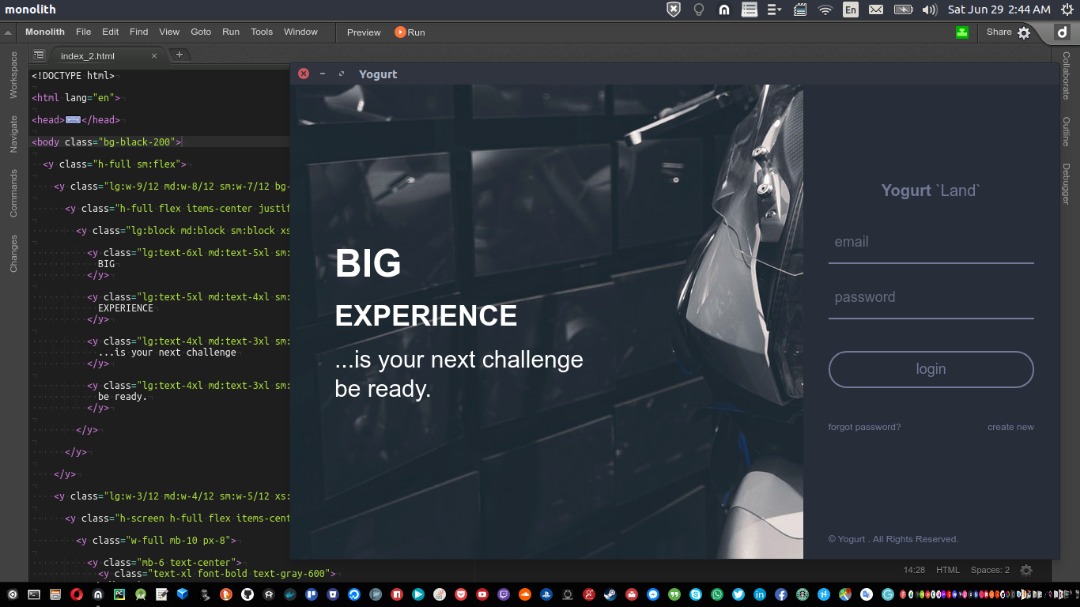 monolith
En
Sat Jun 29 2:44 AM
Monolith File Edit Find View Goto Run Tools Window Preview Run Share
index_2.html
Workspace
Navigate
Commands
Changes
<!DOCTYPE html>
<html lang="en">
<head></head>
<body class="bg-black-200">
<y class="h-full sm:flex">
<y class="lg:w-9/12 md:w-8/12 sm:w-7/12 bg-
<y class="h-full flex items-center justif
<y class="lg:block md:block sm:block xs
<y class="lg:text-6xl md:text-5xl sm:
BIG
</y>
<y class="lg:text-5xl md:text-4xl sm:
EXPERIENCE
</y>
<y class="lg:text-4xl md:text-3xl sm:
...is your next challenge
</y>
<y class="lg:text-4xl md:text-3xl sm:
be ready.
</y>
</y>
</y>
</y>
<y class="lg:w-3/12 md:w-4/12 sm:w-5/12 xs:
<y class="h-screen h-full flex items-cent
<y class="w-full mb-10 px-8">
<y class="mb-6 text-center">
<y class="text-xl font-bold text-gray-600">
Yogurt
BIG
EXPERIENCE
...is your next challenge
be ready.
Yogurt `Land`
email
password
login
forgot password? create new
© Yogurt . All Rights Reserved.
Collaborate
Outline
Debugger
14:28 HTML Spaces: 2